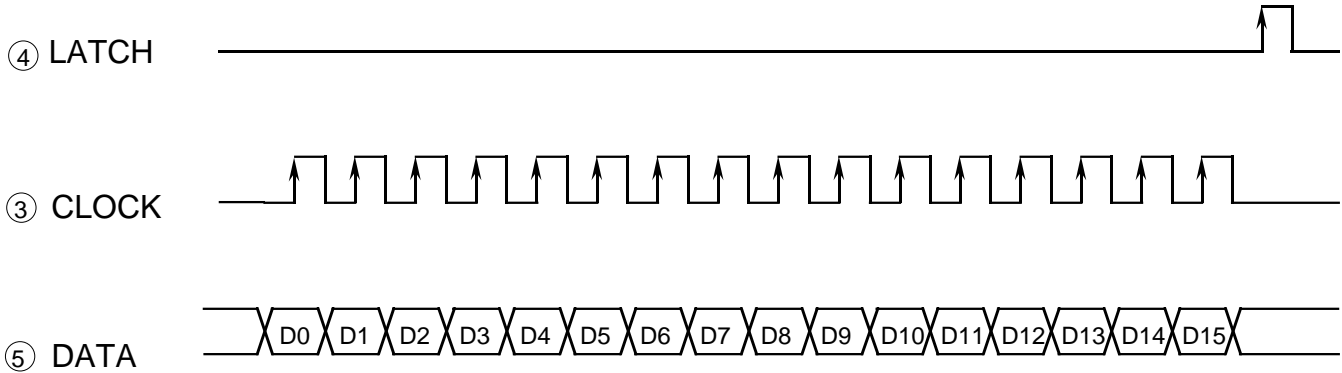 ④ LATCH
③ CLOCK
⑤ DATA D0 D1 D2 D3 D4 D5 D6 D7 D8 D9 D10 D11 D12 D13 D14 D15